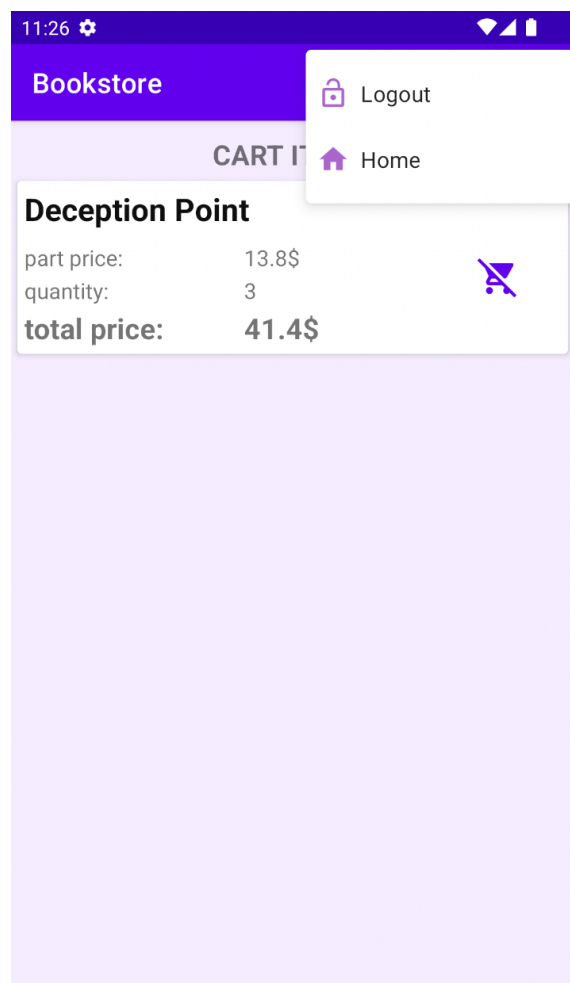 11:26
Bookstore
Logout
Home
CART IT
Deception Point
part price: 13.8$
quantity: 3
total price: 41.4$